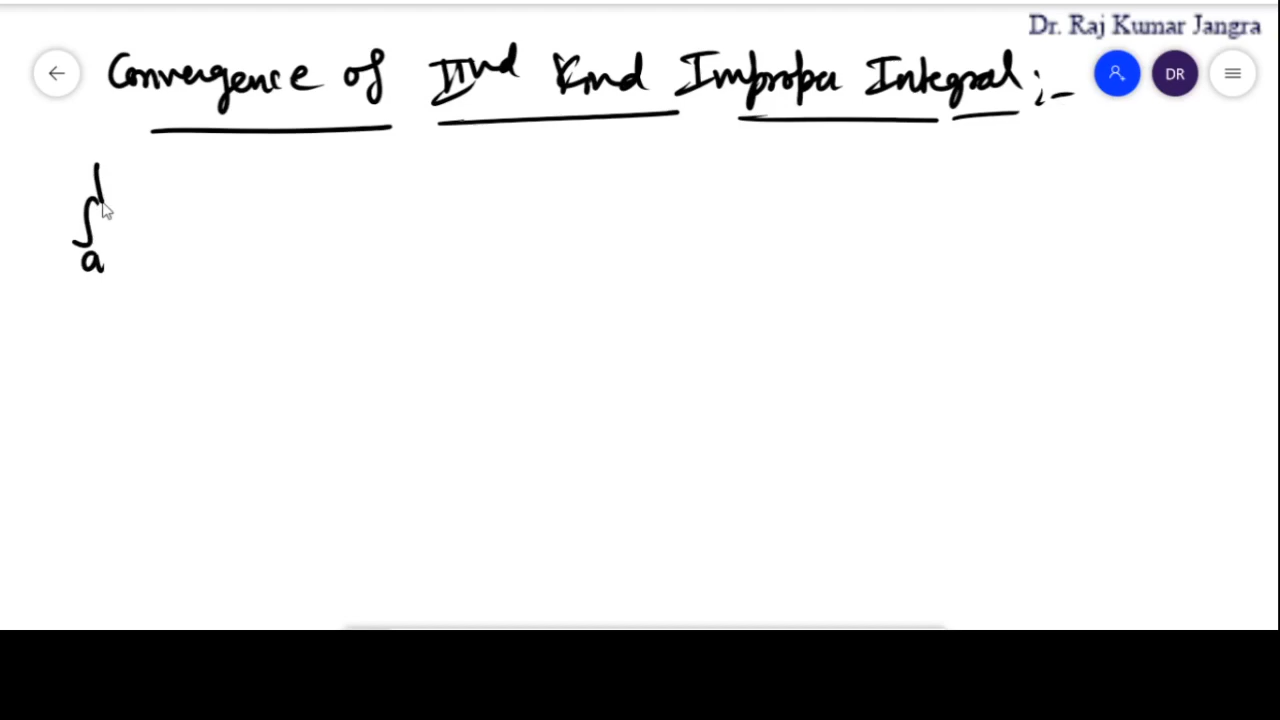 Dr. Raj Kumar Jangra
Convergence of IInd Kind Improper Integral :-
DR
∫
a